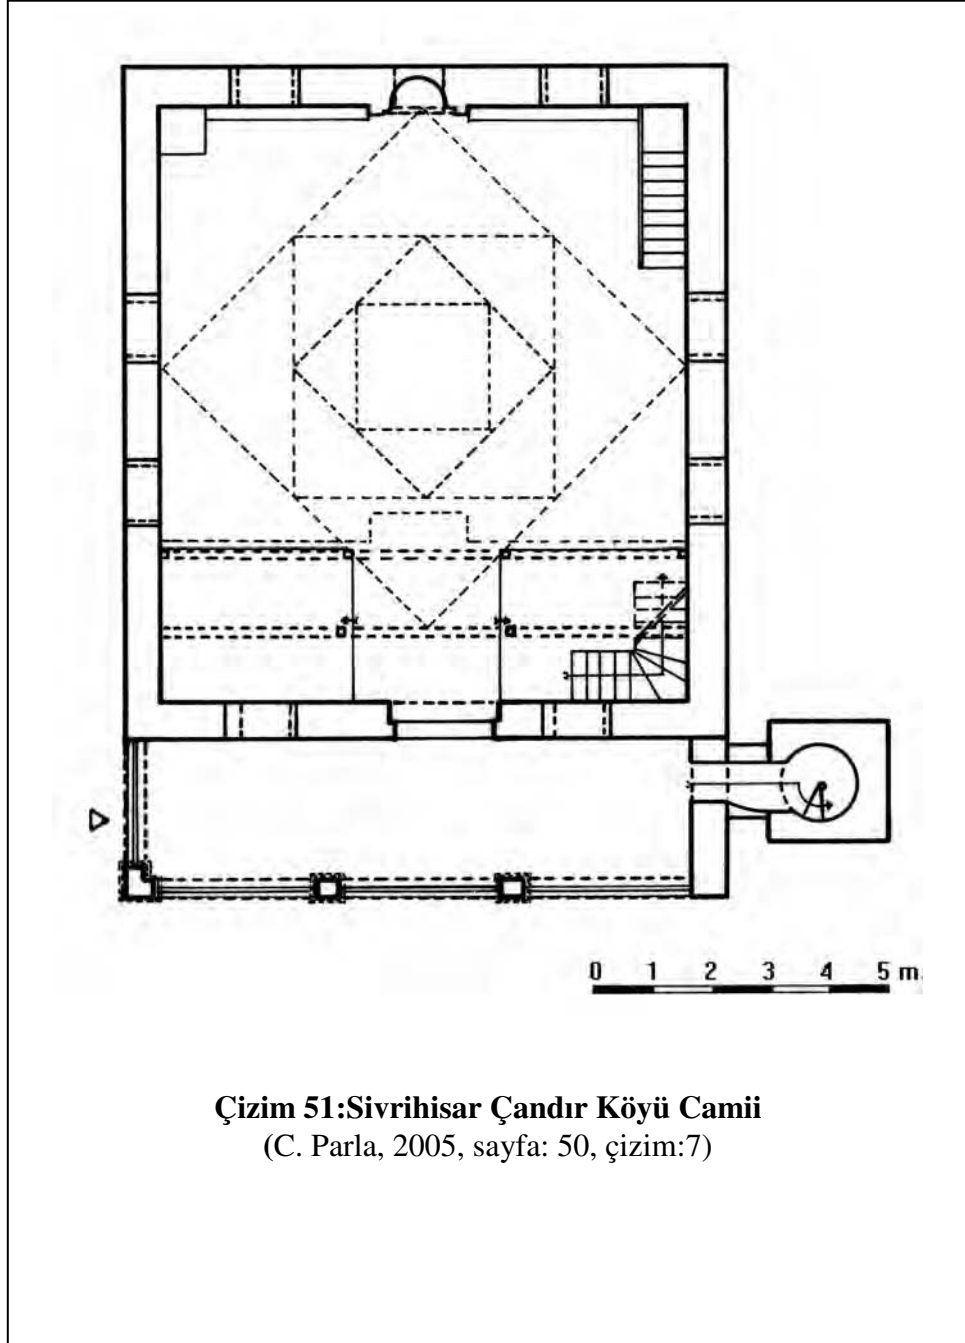 0 1 2 3 4 5 m.
Çizim 51:Sivrihisar Çandır Köyü Camii
(C. Parla, 2005, sayfa: 50, çizim:7)